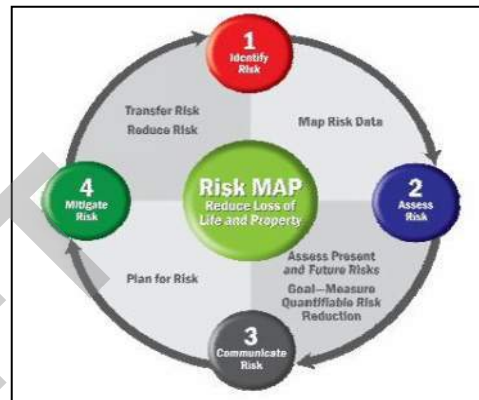 1
Identify
Risk
Map Risk Data
2
Assess
Risk
Assess Present
and Future Risks
Goal—Measure
Quantifiable Risk
Reduction
3
Communicate
Risk
Plan for Risk
4
Mitigate
Risk
Transfer Risk
Reduce Risk
Risk MAP
Reduce Loss of
Life and Property